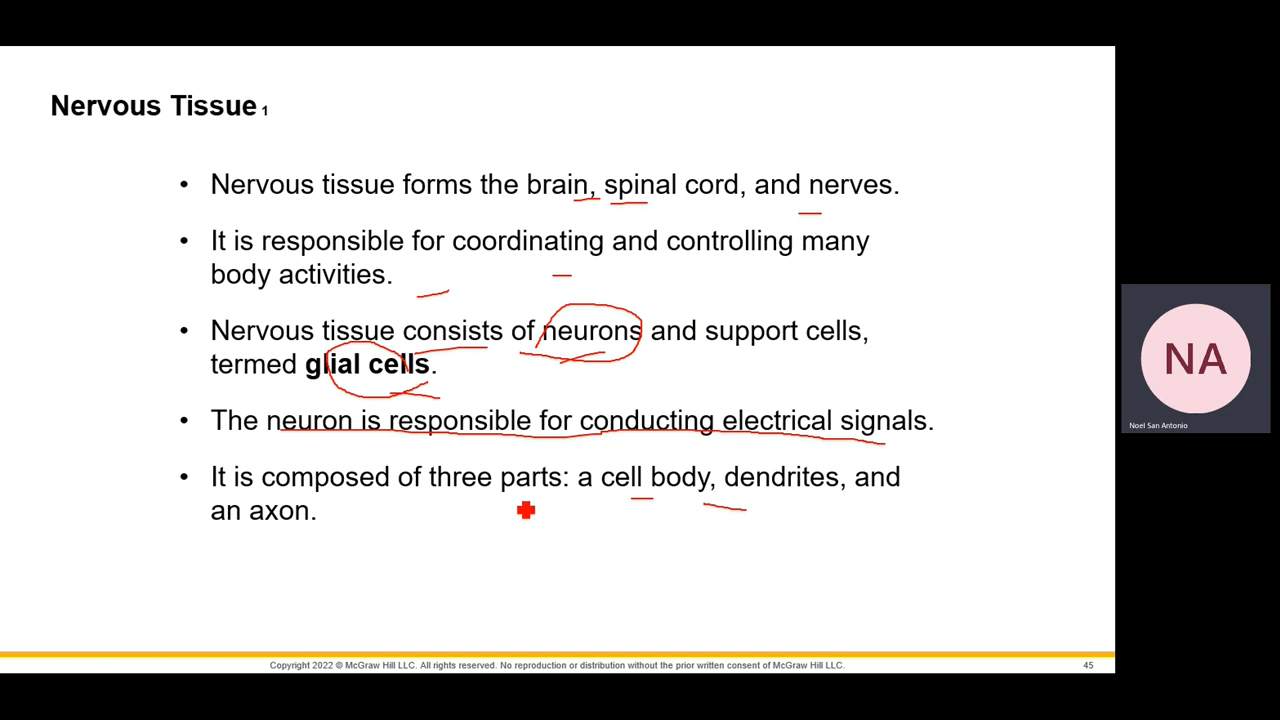 Nervous Tissue 1
• Nervous tissue forms the brain, spinal cord, and nerves.
• It is responsible for coordinating and controlling many
body activities.
• Nervous tissue consists of neurons and support cells,
termed glial cells.
• The neuron is responsible for conducting electrical signals.
• It is composed of three parts: a cell body, dendrites, and
an axon.
NA
Noel San Antonio
Copyright 2022 © McGraw Hill LLC. All rights reserved. No reproduction or distribution without the prior written consent of McGraw Hill LLC.
45